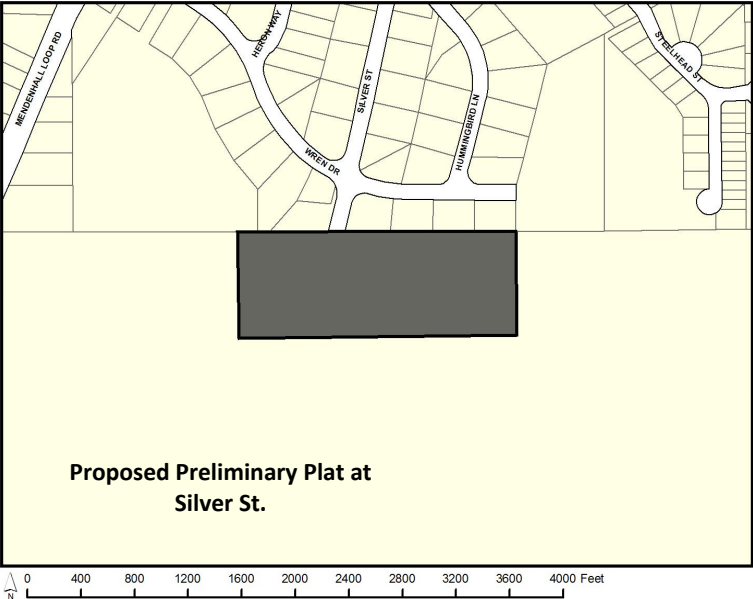 MENDENHALL LOOP RD
HERON WAY
SILVER ST
STEELHEAD ST
HUMMINGBIRD LN
WREN DR
Proposed Preliminary Plat at
Silver St.
0 400 800 1200 1600 2000 2400 2800 3200 3600 4000 Feet
N